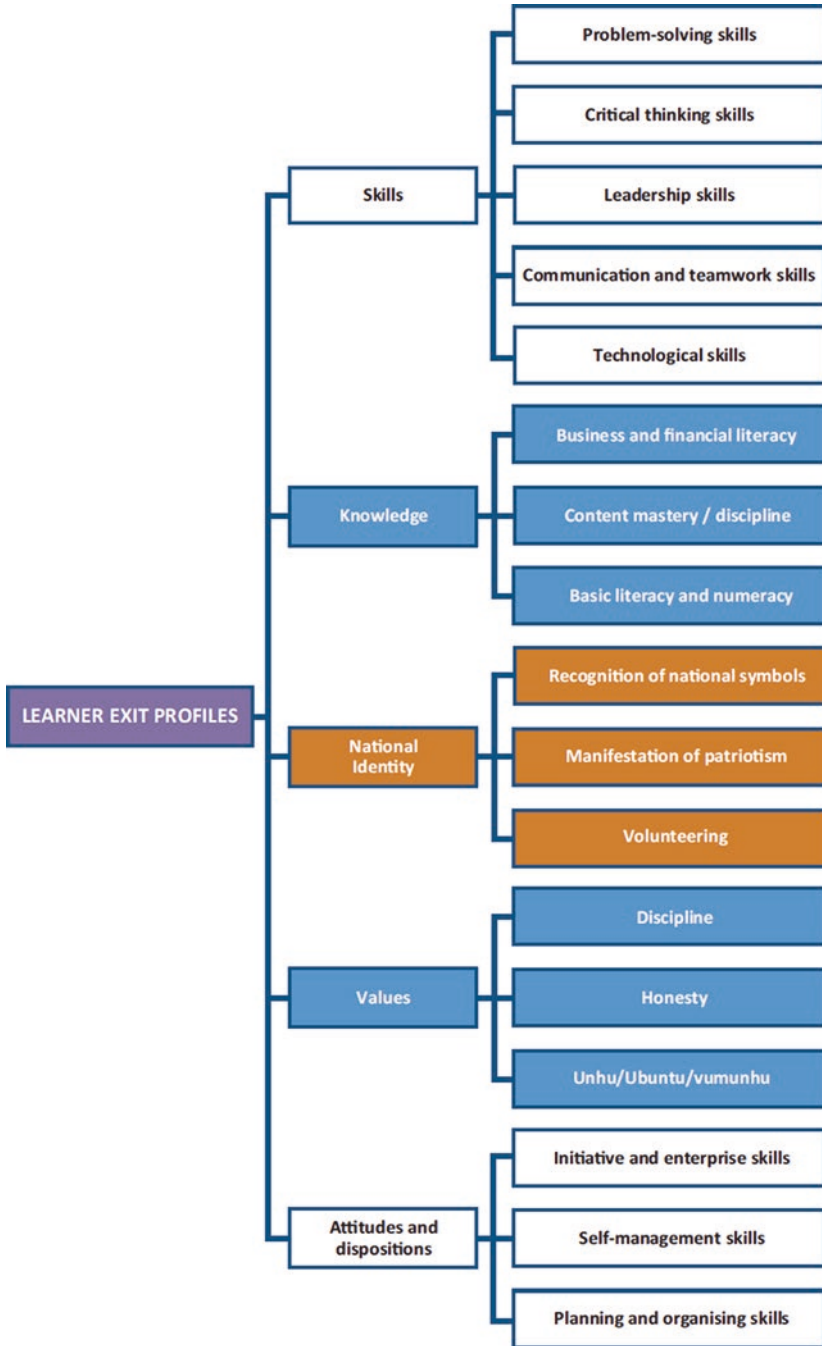 LEARNER EXIT PROFILES
Skills
Problem-solving skills
Critical thinking skills
Leadership skills
Communication and teamwork skills
Technological skills
Knowledge
Business and financial literacy
Content mastery / discipline
Basic literacy and numeracy
National
Identity
Recognition of national symbols
Manifestation of patriotism
Volunteering
Values
Discipline
Honesty
Unhu/Ubuntu/vumunhu
Attitudes and
dispositions
Initiative and enterprise skills
Self-management skills
Planning and organising skills